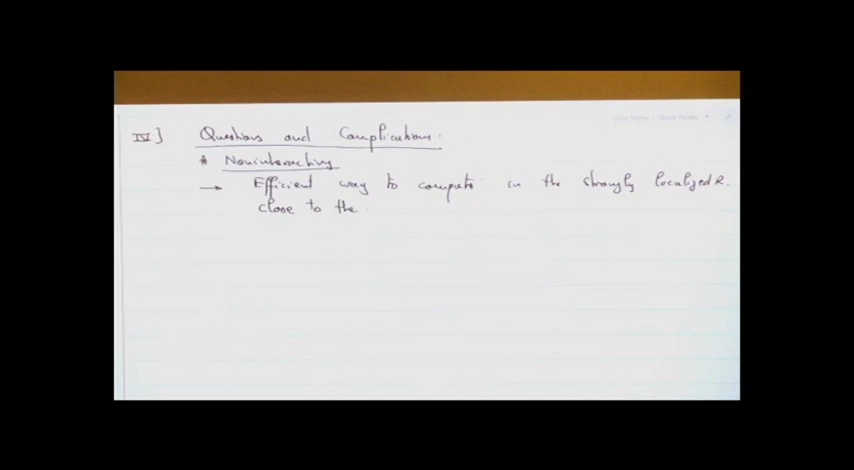 IV] Questions and Complications:
* Noninteracting
→ Efficient way to compute in the strongly localized R.
close to the